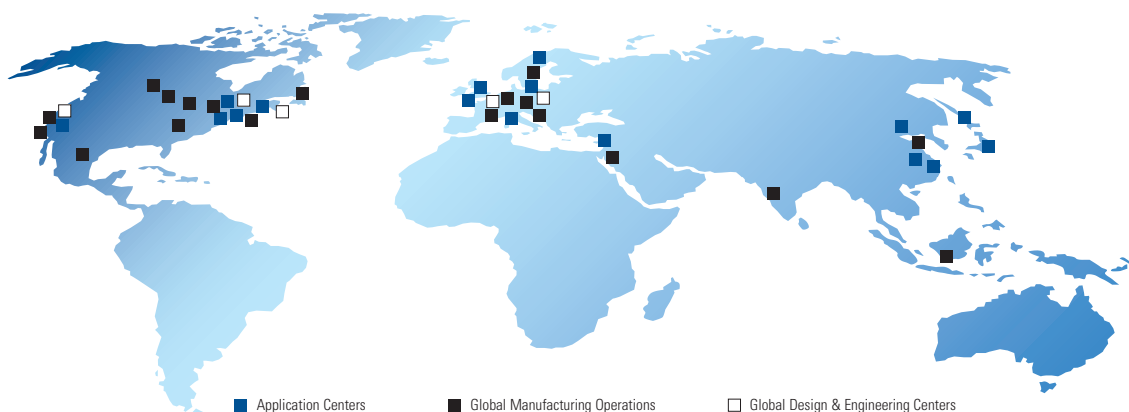 Application Centers
Global Manufacturing Operations
Global Design & Engineering Centers